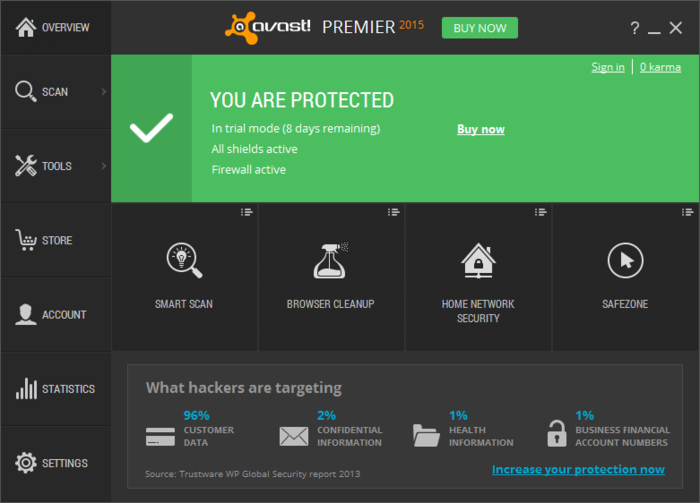 OVERVIEW
avast! PREMIER 2015
BUY NOW
?
Sign in | 0 karma
SCAN
YOU ARE PROTECTED
In trial mode (8 days remaining) Buy now
All shields active
Firewall active
TOOLS
STORE
ACCOUNT
STATISTICS
SETTINGS
SMART SCAN
BROWSER CLEANUP
HOME NETWORK
SECURITY
SAFEZONE
What hackers are targeting
96%
CUSTOMER
DATA
2%
CONFIDENTIAL
INFORMATION
1%
HEALTH
INFORMATION
1%
BUSINESS FINANCIAL
ACCOUNT NUMBERS
Source: Trustware WP Global Security report 2013
Increase your protection now